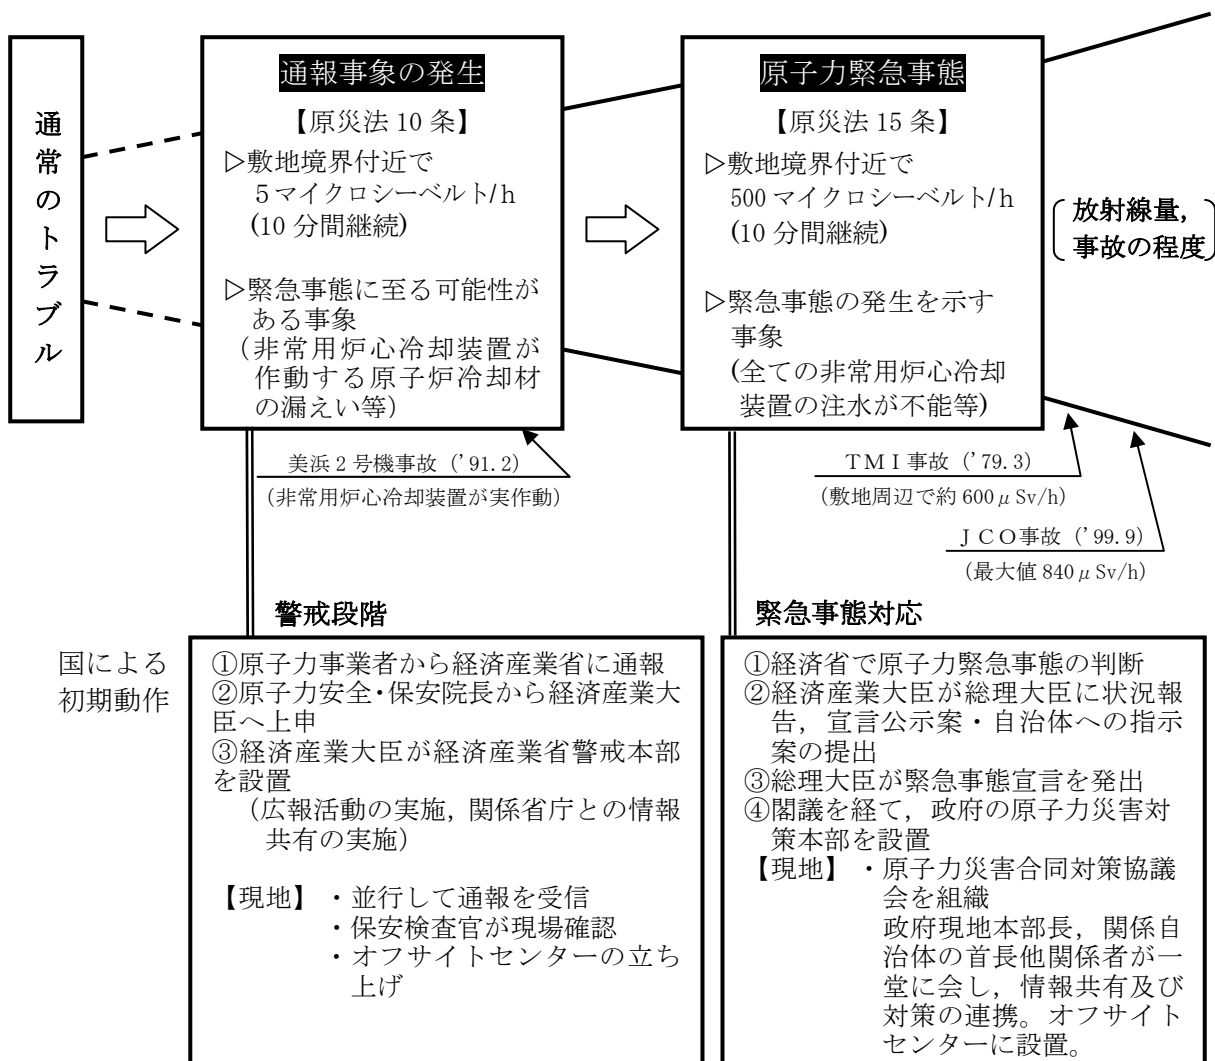 通常のトラブル
通報事象の発生
【原災法 10 条】
▷敷地境界付近で
5マイクロシーベルト/h
(10 分間継続)
▷緊急事態に至る可能性が
ある事象
（非常用炉心冷却装置が
作動する原子炉冷却材
の漏えい等）
原子力緊急事態
【原災法 15 条】
▷敷地境界付近で
500 マイクロシーベルト/h
(10 分間継続)
▷緊急事態の発生を示す
事象
(全ての非常用炉心冷却
装置の注水が不能等)
放射線量，
事故の程度
美浜２号機事故（’91.2）
（非常用炉心冷却装置が実作動）
ＴＭＩ事故（’79.3）
（敷地周辺で約 600μSv/h）
ＪＣＯ事故（’99.9）
（最大値 840μSv/h）
国による
初期動作
警戒段階
①原子力事業者から経済産業省に通報
②原子力安全・保安院長から経済産業大
臣へ上申
③経済産業大臣が経済産業省警戒本部
を設置
（広報活動の実施，関係省庁との情報
共有の実施）
【現地】・並行して通報を受信
・保安検査官が現場確認
・オフサイトセンターの立ち
上げ
緊急事態対応
①経済省で原子力緊急事態の判断
②経済産業大臣が総理大臣に状況報
告，宣言公示案・自治体への指示
案の提出
③総理大臣が緊急事態宣言を発出
④閣議を経て，政府の原子力災害対
策本部を設置
【現地】・原子力災害合同対策協議
会を組織
政府現地本部長，関係自
治体の首長他関係者が一
堂に会し，情報共有及び
対策の連携。オフサイト
センターに設置。